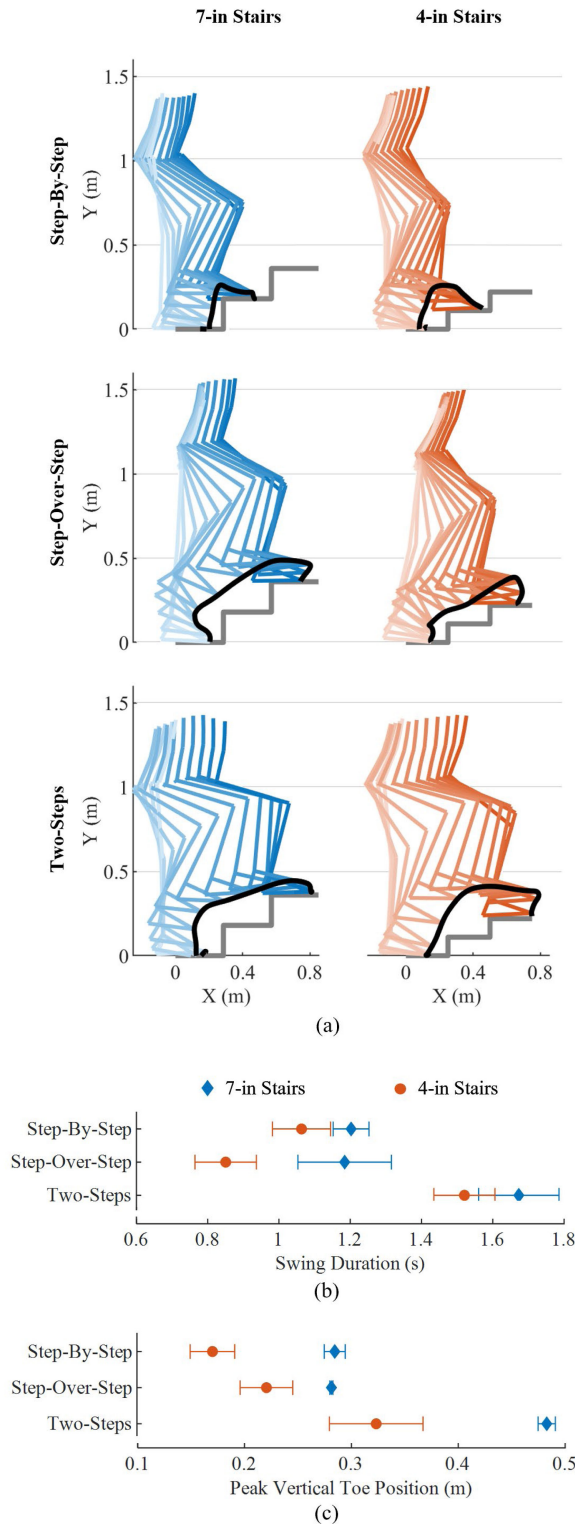 7-in Stairs 4-in Stairs
Step-By-Step
Y (m)
1.5
1
0.5
0
Step-Over-Step
Y (m)
1.5
1
0.5
0
Two-Steps
Y (m)
1.5
1
0.5
0
0 0.4 0.8 0 0.4 0.8
X (m) X (m)
(a)
7-in Stairs 4-in Stairs
Step-By-Step
Step-Over-Step
Two-Steps
0.6 0.8 1 1.2 1.4 1.6 1.8
Swing Duration (s)
(b)
Step-By-Step
Step-Over-Step
Two-Steps
0.1 0.2 0.3 0.4 0.5
Peak Vertical Toe Position (m)
(c)